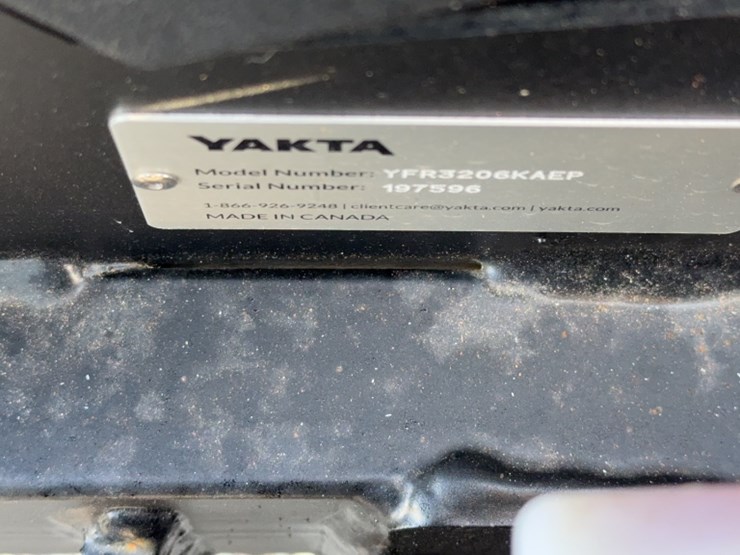 YAKTA
Model Number: YFR3206KAEP
Serial Number: 197596
1-866-926-9248 | clientcare@yakta.com | yakta.com
MADE IN CANADA